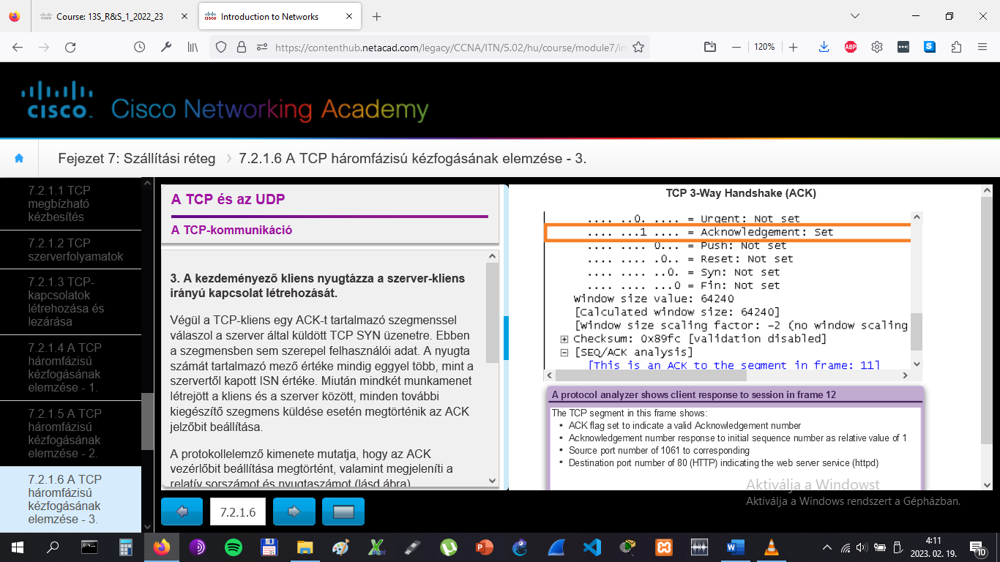 Course: 13S_R&S_1_2022_23
CISCO Introduction to Networks
https://contenthub.netacad.com/legacy/CCNA/ITN/5.02/hu/course/module7/in
120%
ABP
S
CISCO
Cisco Networking Academy
Fejezet 7: Szállítási réteg
7.2.1.6 A TCP háromfázisú kézfogásának elemzése - 3.
7.2.1.1 TCP
megbízható
kézbesítés
7.2.1.2 TCP
szerverfolyamatok
7.2.1.3 TCP-
kapcsolatok
létrehozása és
lezárása
7.2.1.4 A TCP
háromfázisú
kézfogásának
elemzése - 1.
7.2.1.5 A TCP
háromfázisú
kézfogásának
elemzése - 2.
7.2.1.6 A TCP
háromfázisú
kézfogásának
elemzése - 3.
A TCP és az UDP
A TCP-kommunikáció
3. A kezdeményező kliens nyugtázza a szerver-kliens
irányú kapcsolat létrehozását.
Végül a TCP-kliens egy ACK-t tartalmazó szegmenssel
válaszol a szerver által küldött TCP SYN üzenetre. Ebben
a szegmensben sem szerepel felhasználói adat. A nyugta
számát tartalmazó mező értéke mindig eggyel több, mint a
szervertől kapott ISN értéke. Miután mindkét munkamenet
létrejött a kliens és a szerver között, minden további
kiegészítő szegmens küldése esetén megtörténik az ACK
jelzőbit beállítása.
A protokollelemző kimenete mutatja, hogy az ACK
vezérlőbit beállítása megtörtént, valamint megjeleníti a
relatív sorszámot és nyugtaszámot (lásd ábra)
7.2.1.6
TCP 3-Way Handshake (ACK)
.... ..0. .... = Urgent: Not set
.... ...1 .... = Acknowledgement: Set
.... .... 0... = Push: Not set
.... .... .0.. = Reset: Not set
.... .... ..0. = Syn: Not set
.... .... ...0 = Fin: Not set
Window size value: 64240
[Calculated window size: 64240]
[Window size scaling factor: -2 (no window scaling
Checksum: 0x89fc [validation disabled]
[SEQ/ACK analysis]
[This is an ACK to the segment in frame: 11]
A protocol analyzer shows client response to session in frame 12
The TCP segment in this frame shows:
• ACK flag set to indicate a valid Acknowledgement number
• Acknowledgement number response to initial sequence number as relative value of 1
• Source port number of 1061 to corresponding
• Destination port number of 80 (HTTP) indicating the web server service (httpd)
Aktiválja a Windowst
Aktiválja a Windows rendszert a Gépházban.
4:11
2023. 02. 19.
10